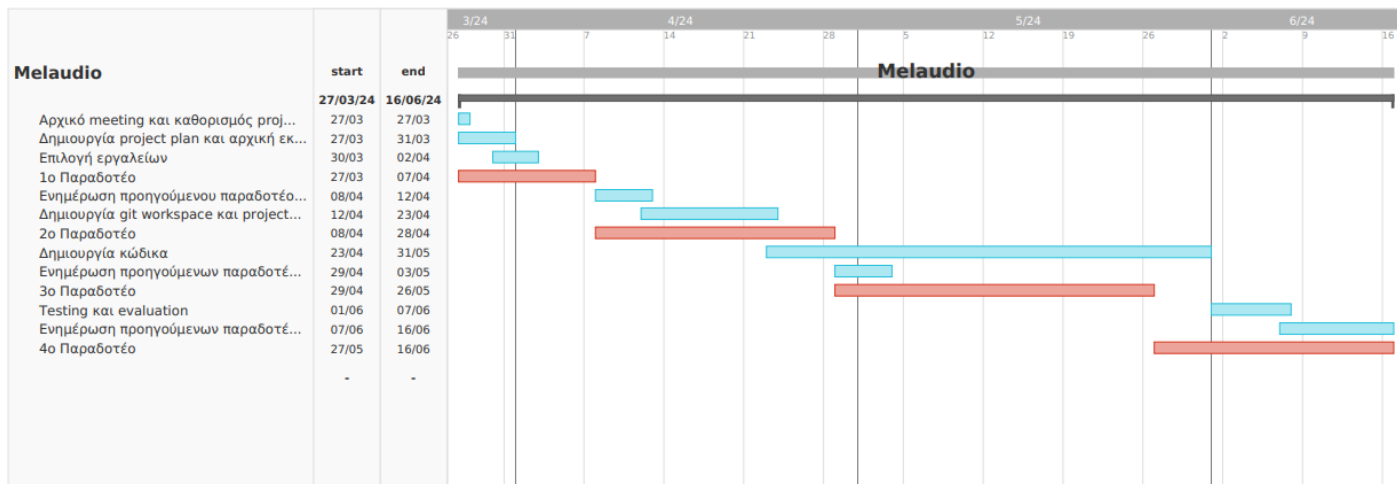 3/24 4/24 5/24 6/24
26 31 7 14 21 28 5 12 19 26 2 9 16
Melaudio start end Melaudio
27/03/24 16/06/24
Αρχικό meeting και καθορισμός proj... 27/03 27/03
Δημιουργία project plan και αρχική εκ... 27/03 31/03
Επιλογή εργαλείων 30/03 02/04
1ο Παραδοτέο 27/03 07/04
Ενημέρωση προηγούμενου παραδοτέο... 08/04 12/04
Δημιουργία git workspace και project... 12/04 23/04
2ο Παραδοτέο 08/04 28/04
Δημιουργία κώδικα 23/04 31/05
Ενημέρωση προηγούμενων παραδοτέ... 29/04 03/05
3ο Παραδοτέο 29/04 26/05
Testing και evaluation 01/06 07/06
Ενημέρωση προηγούμενων παραδοτέ... 07/06 16/06
4ο Παραδοτέο 27/05 16/06
- -